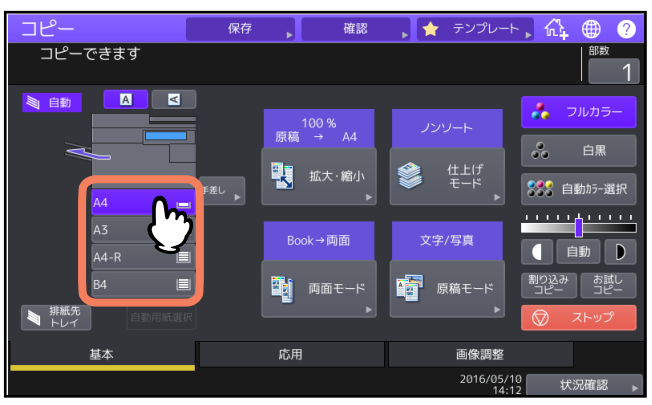 コピー
保存
確認
テンプレート
?
コピーできます
部数
1
自動
A
A
100 %
原稿 → A4
ノンソート
フルカラー
拡大・縮小
仕上げ
モード
白黒
手差し
自動カラー選択
A4
A3
A4-R
B4
Book→両面
文字/写真
自動
両面モード
原稿モード
割り込み
コピー
お試し
コピー
排紙先
トレイ
自動用紙選択
ストップ
基本
応用
画像調整
2016/05/10
14:12
状況確認